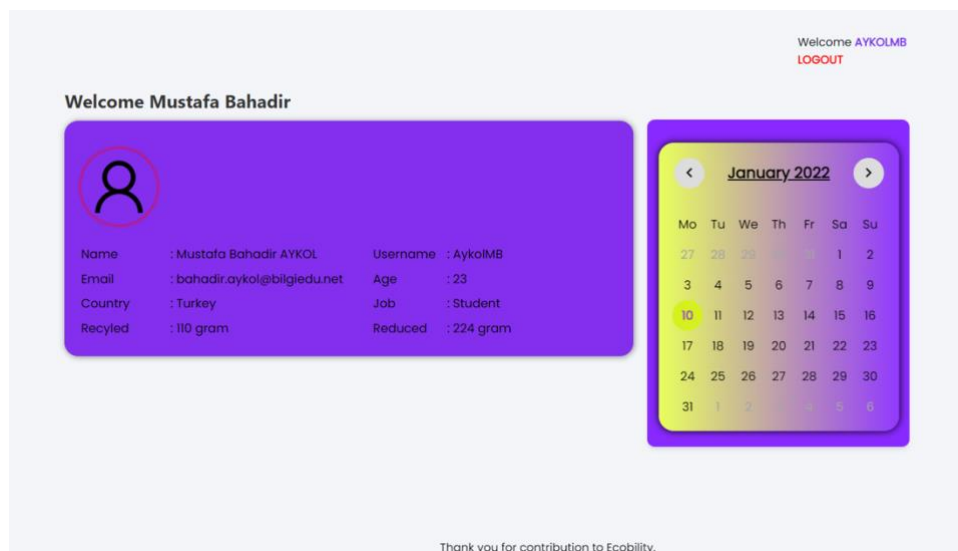 Welcome AYKOLMB
LOGOUT
Welcome Mustafa Bahadir
Name : Mustafa Bahadir AYKOL Username : AykolMB
Email : bahadir.aykol@bilgiedu.net Age : 23
Country : Turkey Job : Student
Recyled : 110 gram Reduced : 224 gram
January 2022
Mo Tu We Th Fr Sa Su
27 28 29 1 2
3 4 5 6 7 8 9
10 11 12 13 14 15 16
17 18 19 20 21 22 23
24 25 26 27 28 29 30
31 1 2 4 5 6
Thank you for contribution to Ecobility.